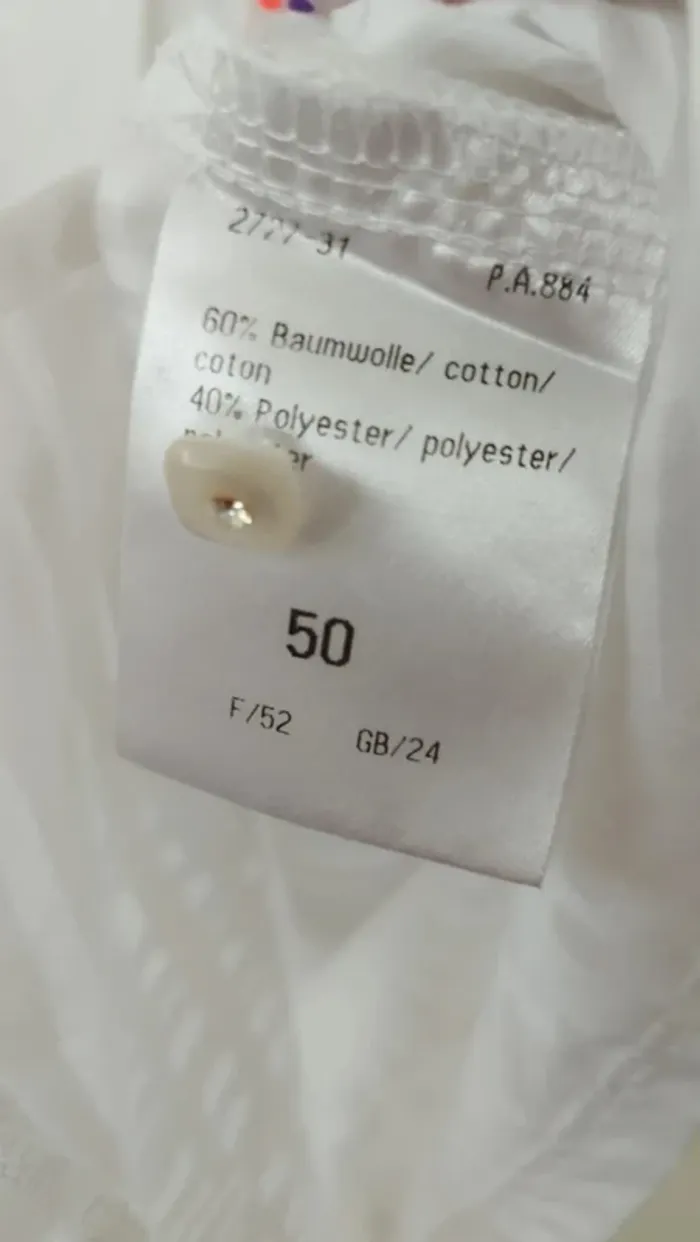 P.A.884
60% Baumwolle/ cotton/
coton
40% Polyester/ polyester/
50
F/52 GB/24